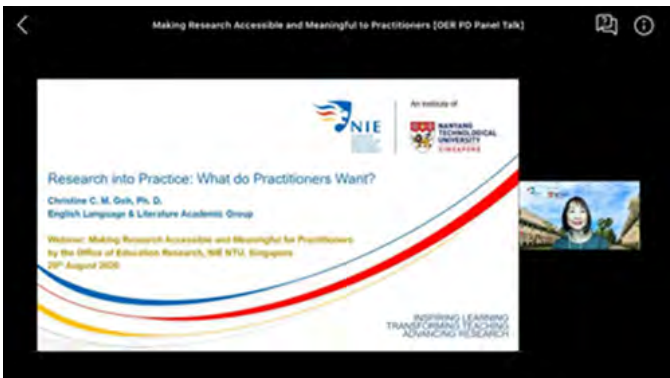 Making Research Accessible and Meaningful to Practitioners [OER PD Panel Talk]
An Institute of
NIE
NANYANG
TECHNOLOGICAL
UNIVERSITY
SINGAPORE
Research into Practice: What do Practitioners Want?
Christine C. M. Goh, Ph. D.
English Language & Literature Academic Group
Webinar: Making Research Accessible and Meaningful for Practitioners
by the Office of Education Research, NIE NTU, Singapore
20th August 2020
INSPIRING LEARNING
TRANSFORMING TEACHING
ADVANCING RESEARCH